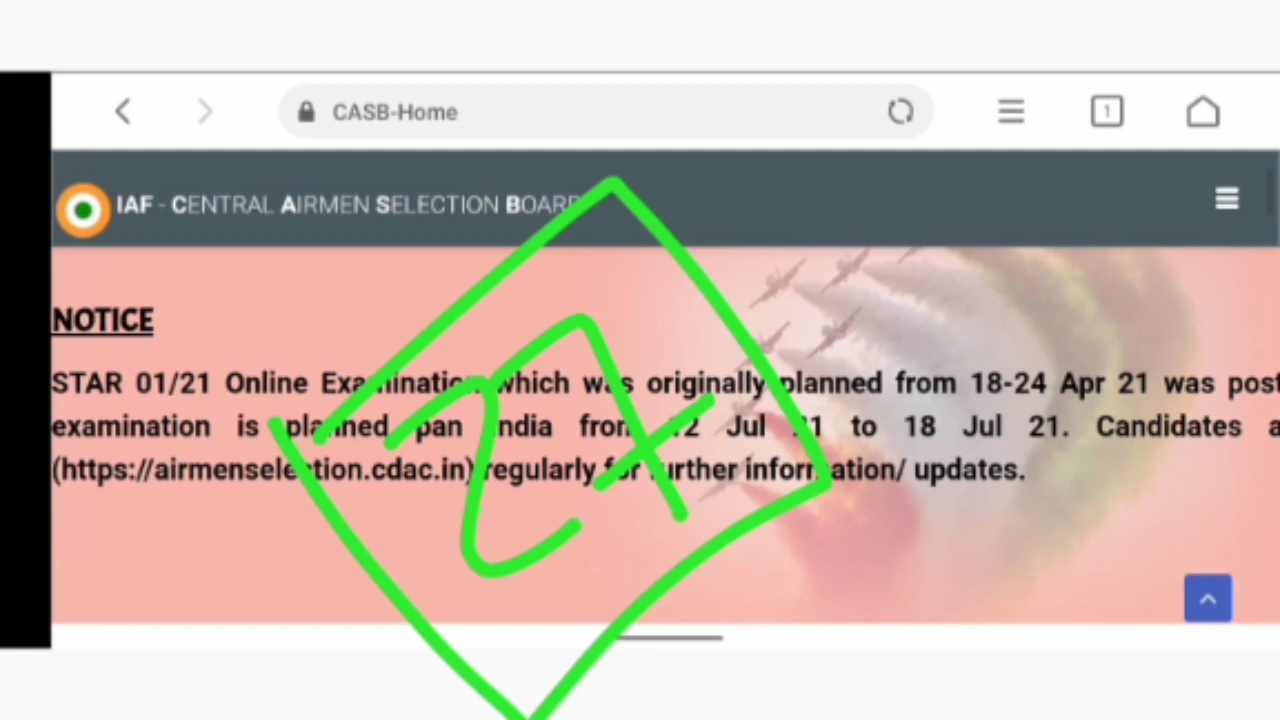 CASB-Home
1
IAF - CENTRAL AIRMEN SELECTION BOARD
NOTICE
STAR 01/21 Online Examination which was originally planned from 18-24 Apr 21 was post
examination is planned pan India from 12 Jul 21 to 18 Jul 21. Candidates a
(https://airmenselection.cdac.in) regularly for further information/ updates.
27